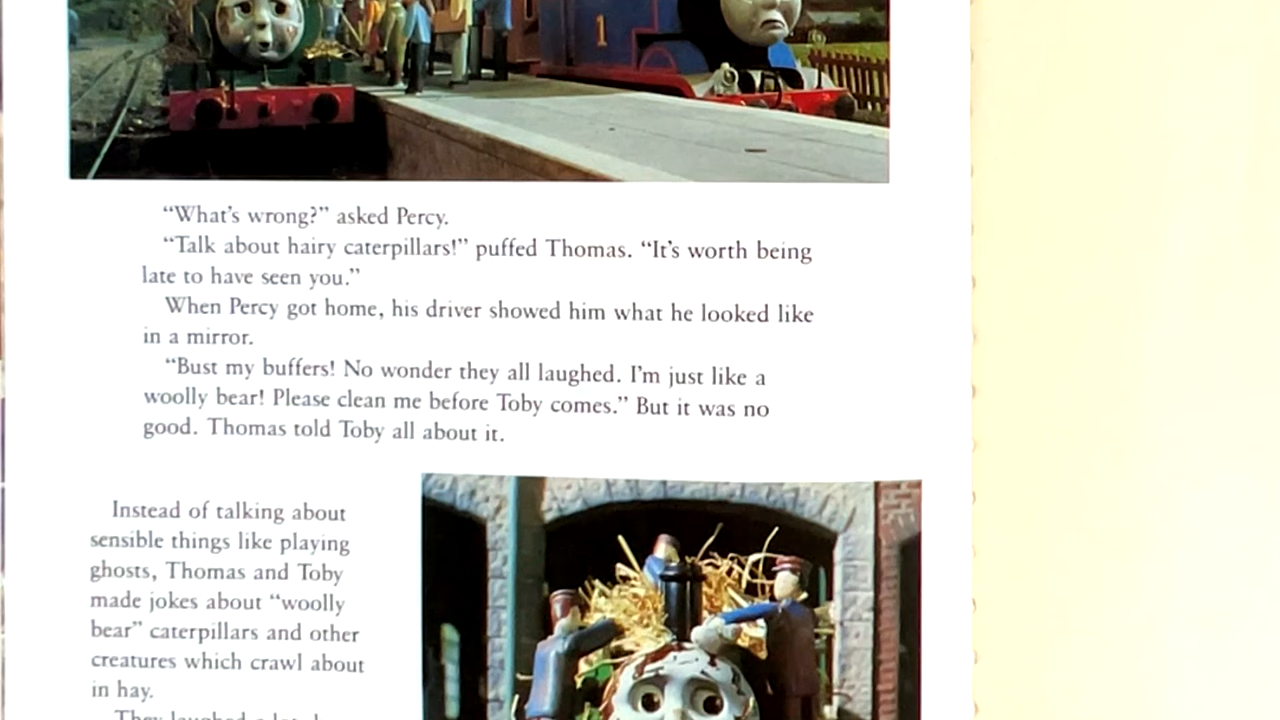 1
“What’s wrong?” asked Percy.
“Talk about hairy caterpillars!” puffed Thomas. “It’s worth being
late to have seen you.”
When Percy got home, his driver showed him what he looked like
in a mirror.
“Bust my buffers! No wonder they all laughed. I’m just like a
woolly bear! Please clean me before Toby comes.” But it was no
good. Thomas told Toby all about it.
Instead of talking about
sensible things like playing
ghosts, Thomas and Toby
made jokes about “woolly
bear” caterpillars and other
creatures which crawl about
in hay.
They laughed a lot